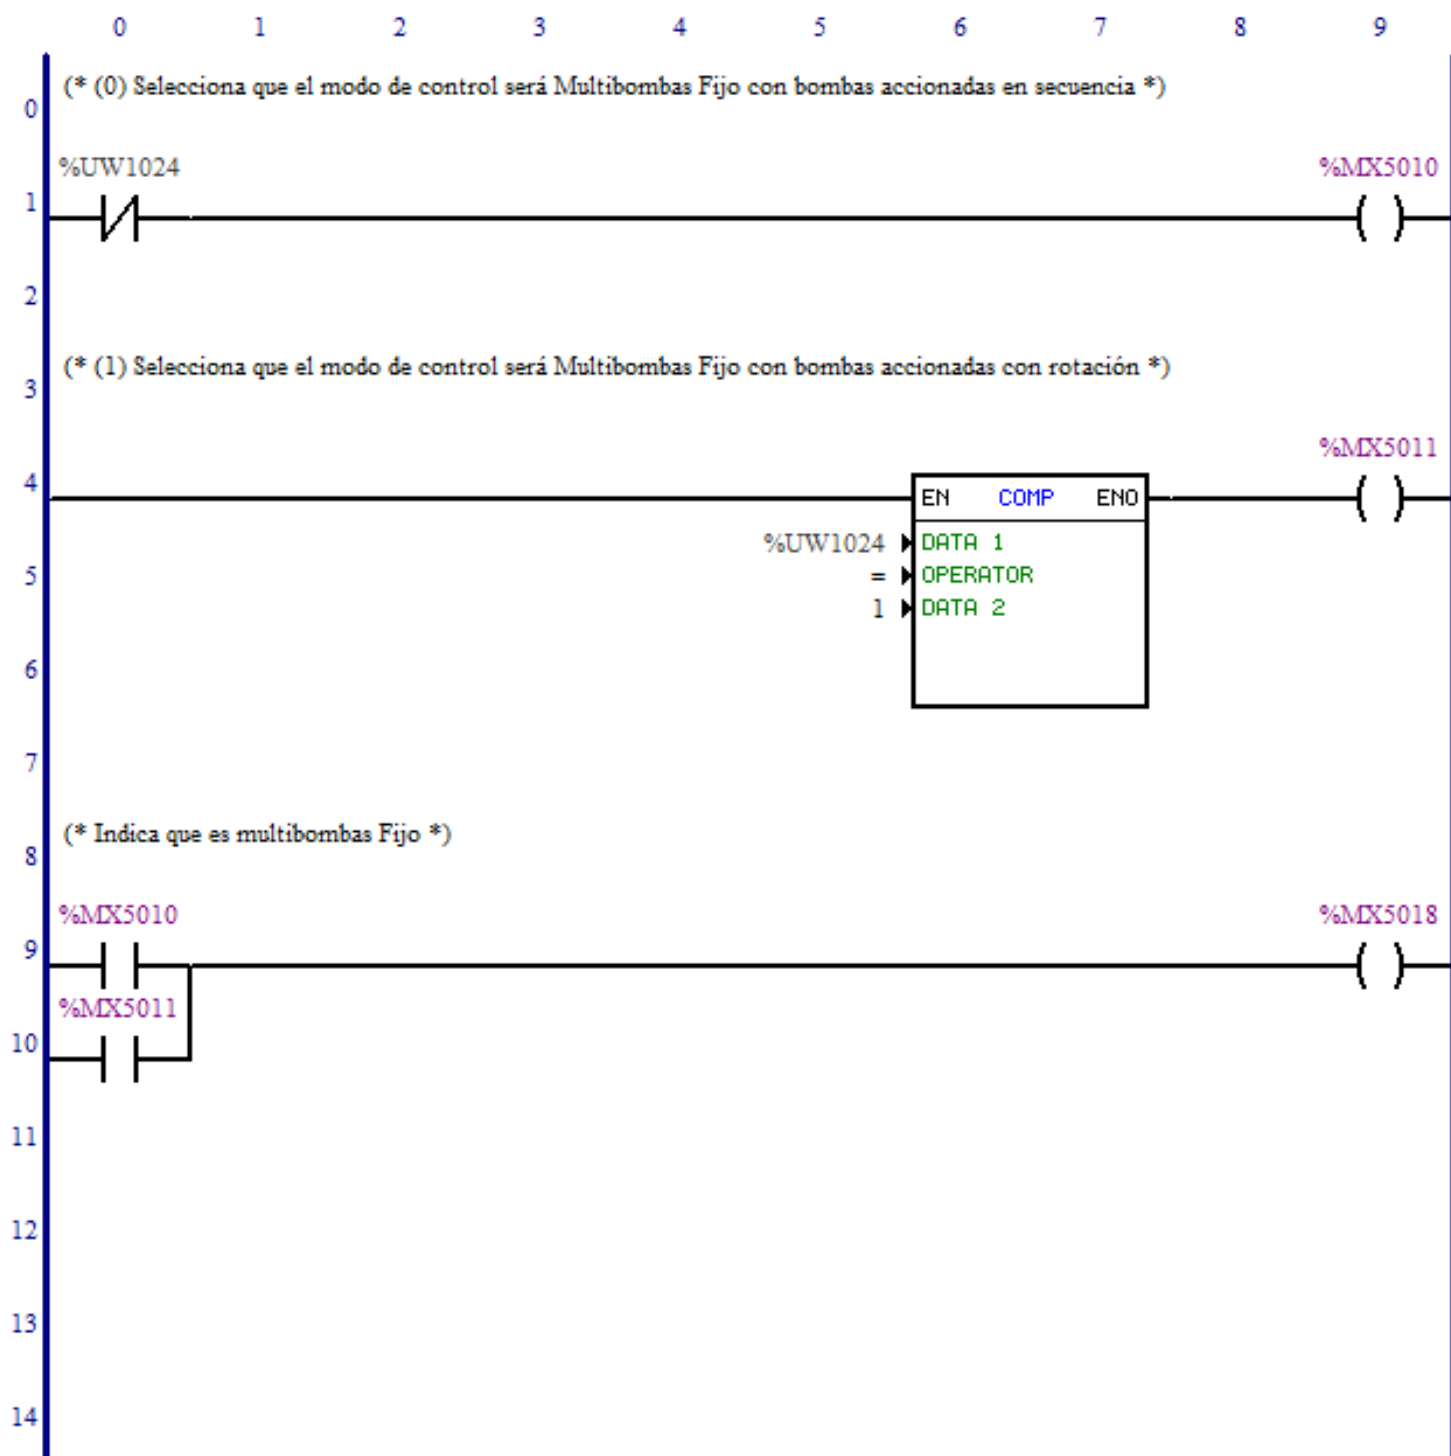 0 1 2 3 4 5 6 7 8 9
(* (0) Selecciona que el modo de control será Multibombas Fijo con bombas accionadas en secuencia *)
0
%UW1024 %MX5010
1
2
(* (1) Selecciona que el modo de control será Multibombas Fijo con bombas accionadas con rotación *)
3
%MX5011
4
EN COMP ENO
%UW1024 DATA 1
5
= OPERATOR
1 DATA 2
6
7
(* Indica que es multibombas Fijo *)
8
%MX5010 %MX5018
9
%MX5011
10
11
12
13
14